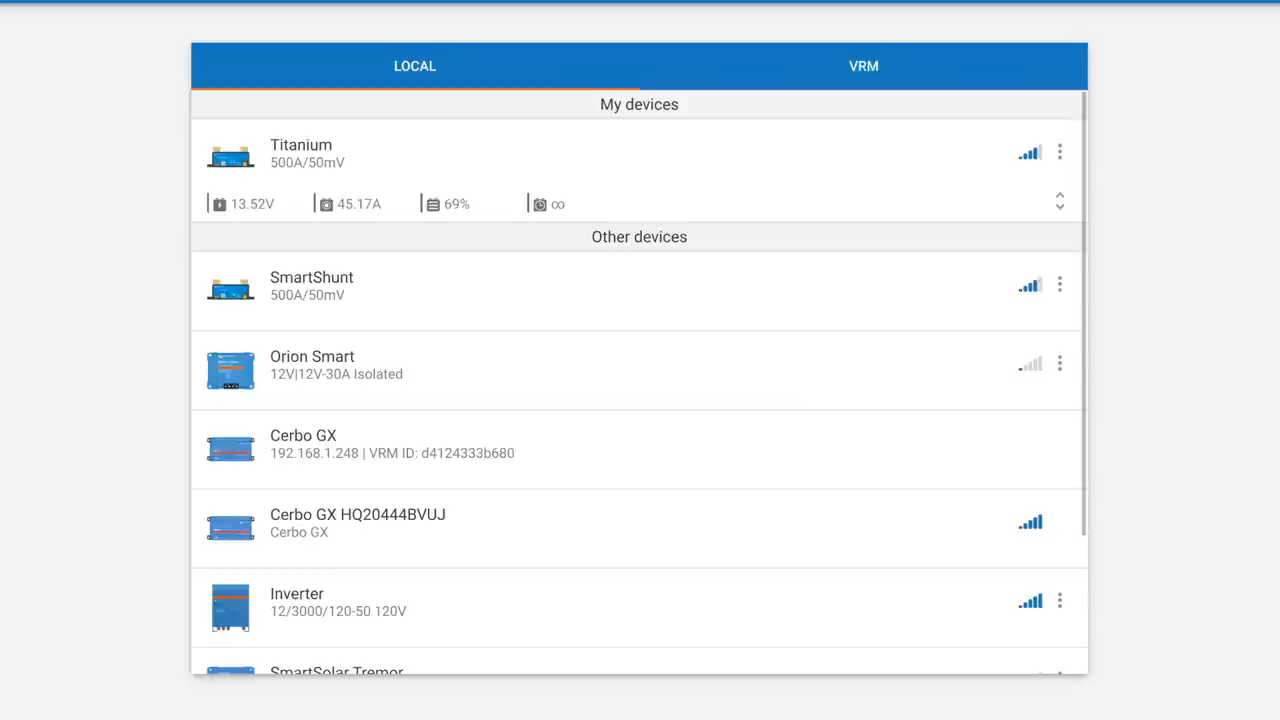 LOCAL VRM
My devices
Titanium
500A/50mV
13.52V 45.17A 69% ∞
Other devices
SmartShunt
500A/50mV
Orion Smart
12V|12V-30A Isolated
Cerbo GX
192.168.1.248 | VRM ID: d4124333b680
Cerbo GX HQ20444BVUJ
Cerbo GX
Inverter
12/3000/120-50 120V
SmartSolar Tremor